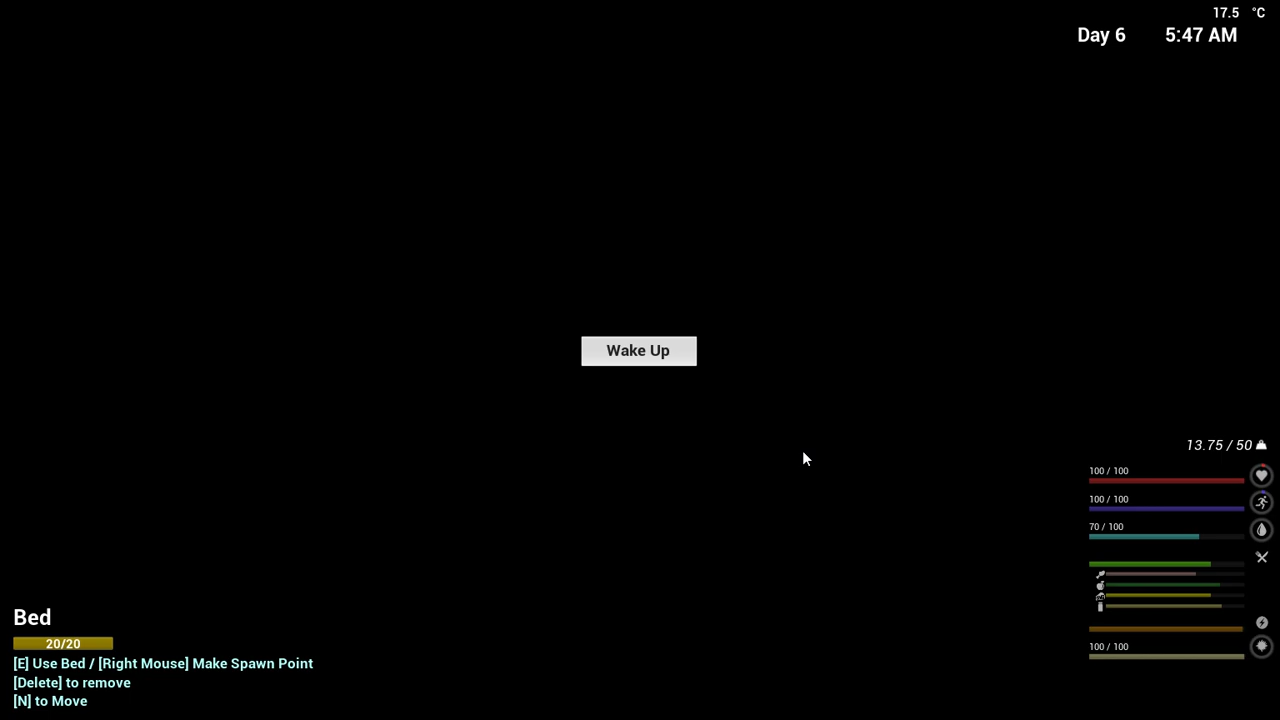 17.5 °C
Day 6 5:47 AM
Wake Up
13.75 / 50
100 / 100
100 / 100
70 / 100
100 / 100
Bed
20/20
[E] Use Bed / [Right Mouse] Make Spawn Point
[Delete] to remove
[N] to Move